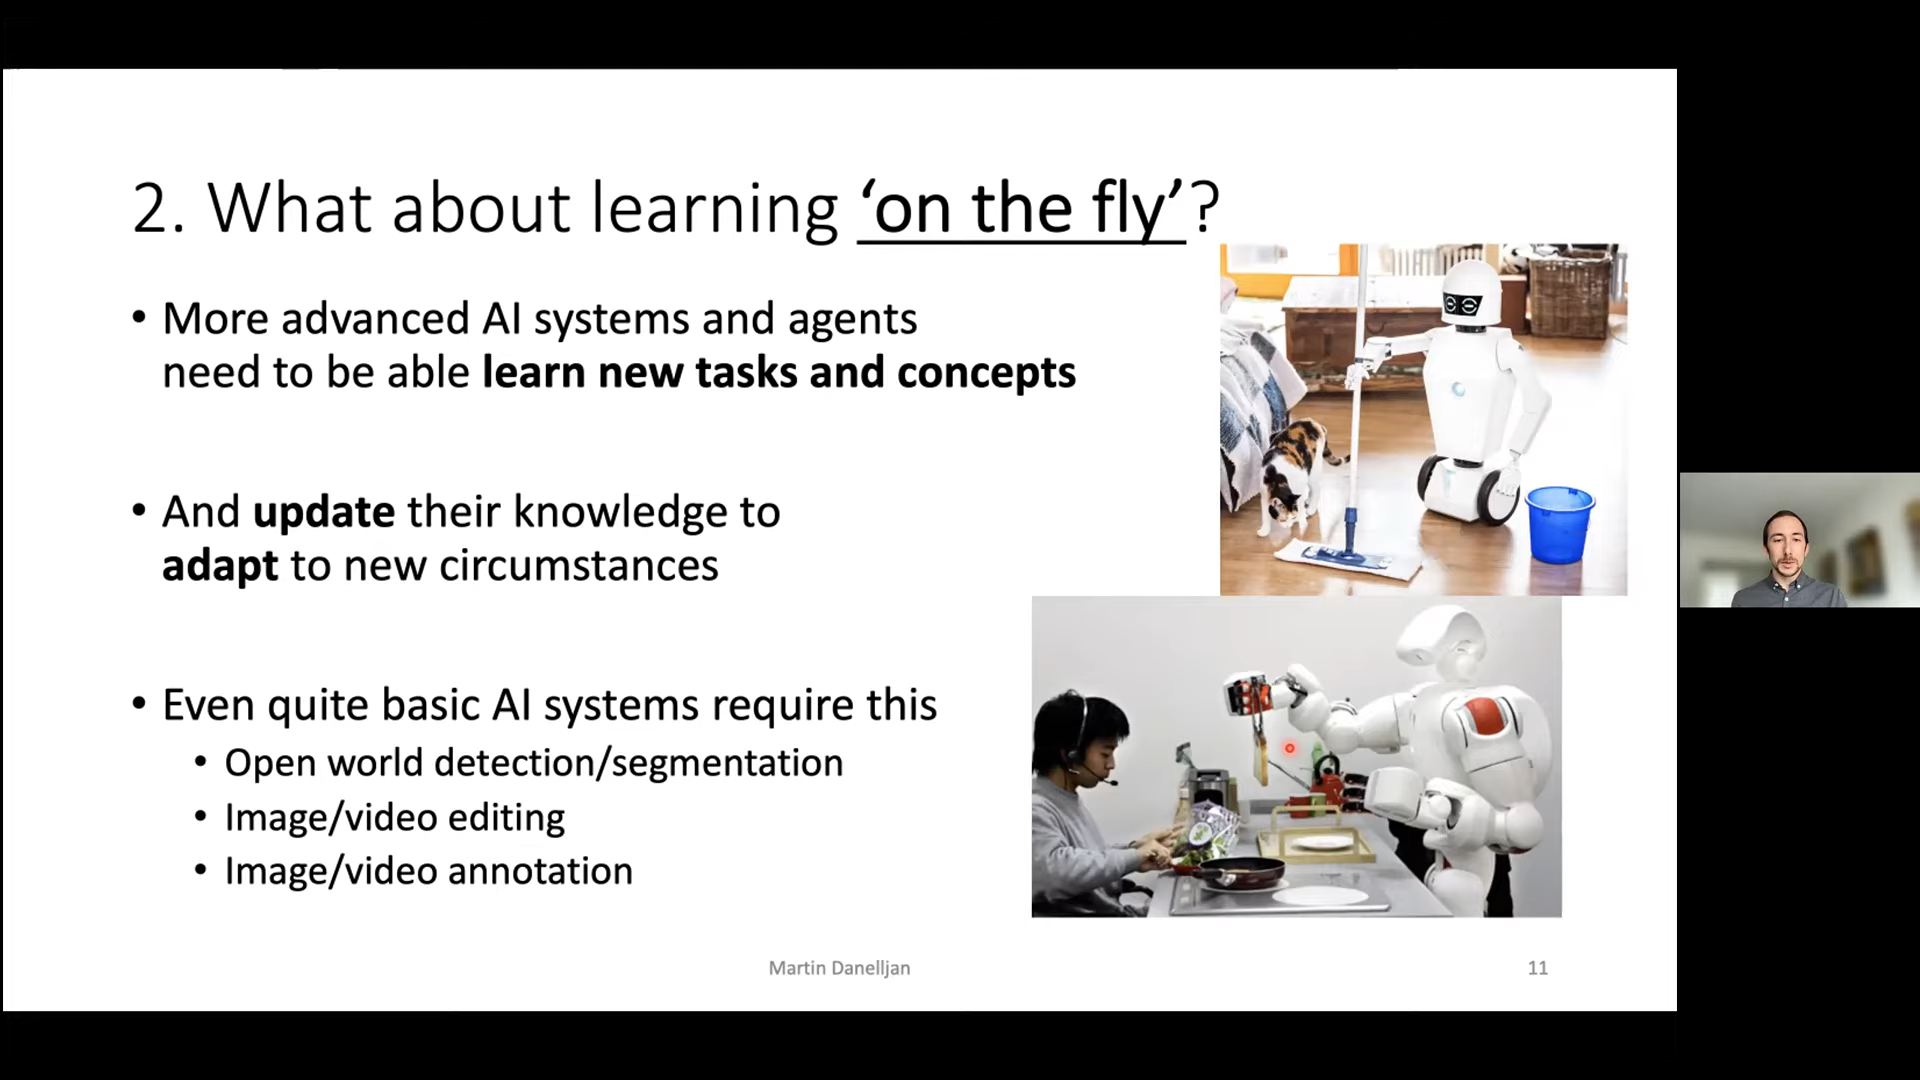 2. What about learning ‘on the fly’?
• More advanced AI systems and agents
need to be able learn new tasks and concepts
• And update their knowledge to
adapt to new circumstances
• Even quite basic AI systems require this
• Open world detection/segmentation
• Image/video editing
• Image/video annotation
Martin Danelljan
11